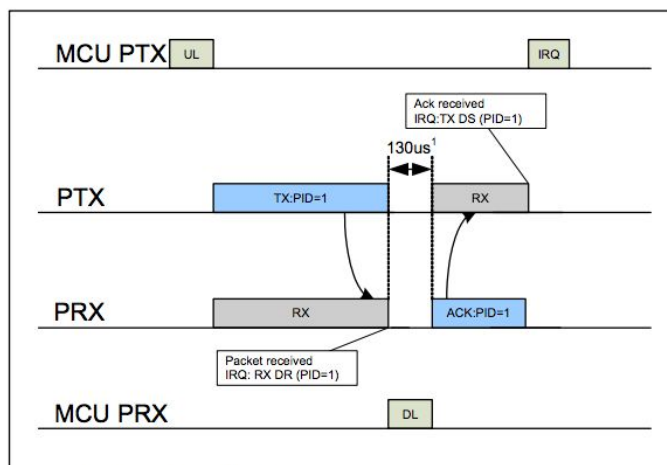 MCU PTX
UL
IRQ
Ack received
IRQ:TX DS (PID=1)
130us¹
PTX
TX:PID=1
RX
PRX
RX
ACK:PID=1
Packet received
IRQ: RX DR (PID=1)
MCU PRX
DL